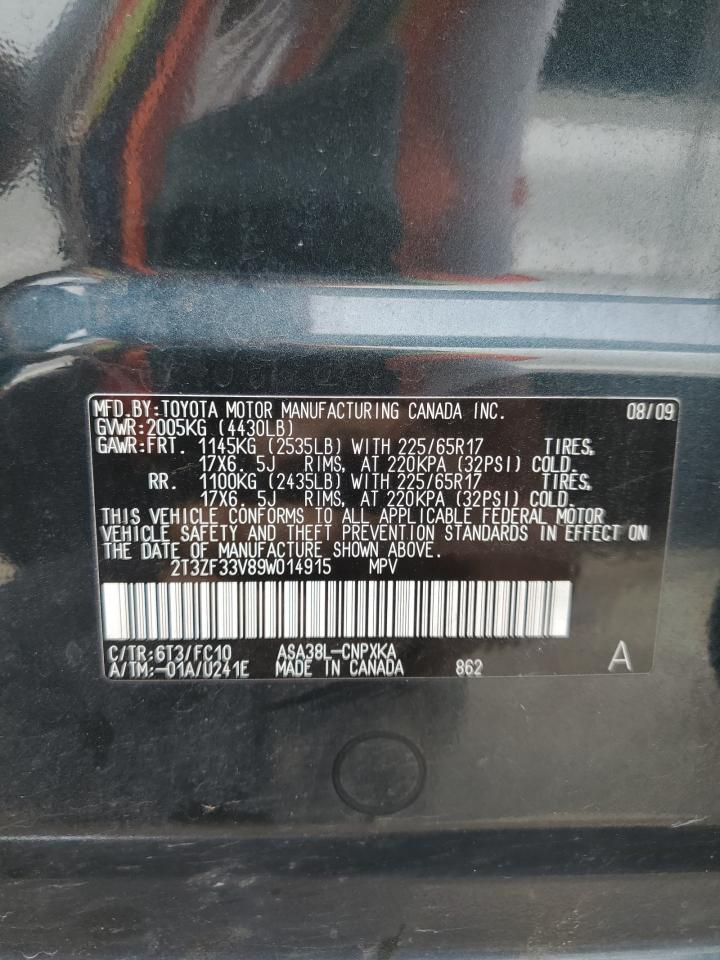 MFD.BY:TOYOTA MOTOR MANUFACTURING CANADA INC. 08/09
GVWR:2005KG (4430LB)
GAWR:FRT. 1145KG (2535LB) WITH 225/65R17 TIRES,
17X6.5J RIMS, AT 220KPA (32PSI) COLD.
RR. 1100KG (2435LB) WITH 225/65R17 TIRES,
17X6.5J RIMS, AT 220KPA (32PSI) COLD.
THIS VEHICLE CONFORMS TO ALL APPLICABLE FEDERAL MOTOR
VEHICLE SAFETY AND THEFT PREVENTION STANDARDS IN EFFECT ON
THE DATE OF MANUFACTURE SHOWN ABOVE.
2T3ZF33V89W014915 MPV
C/TR:6T3/FC10 ASA38L-CNPXKA
A/TM:-01A/U241E MADE IN CANADA 862 A